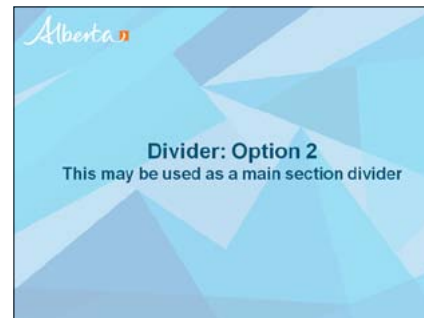 Alberta
Divider: Option 2
This may be used as a main section divider